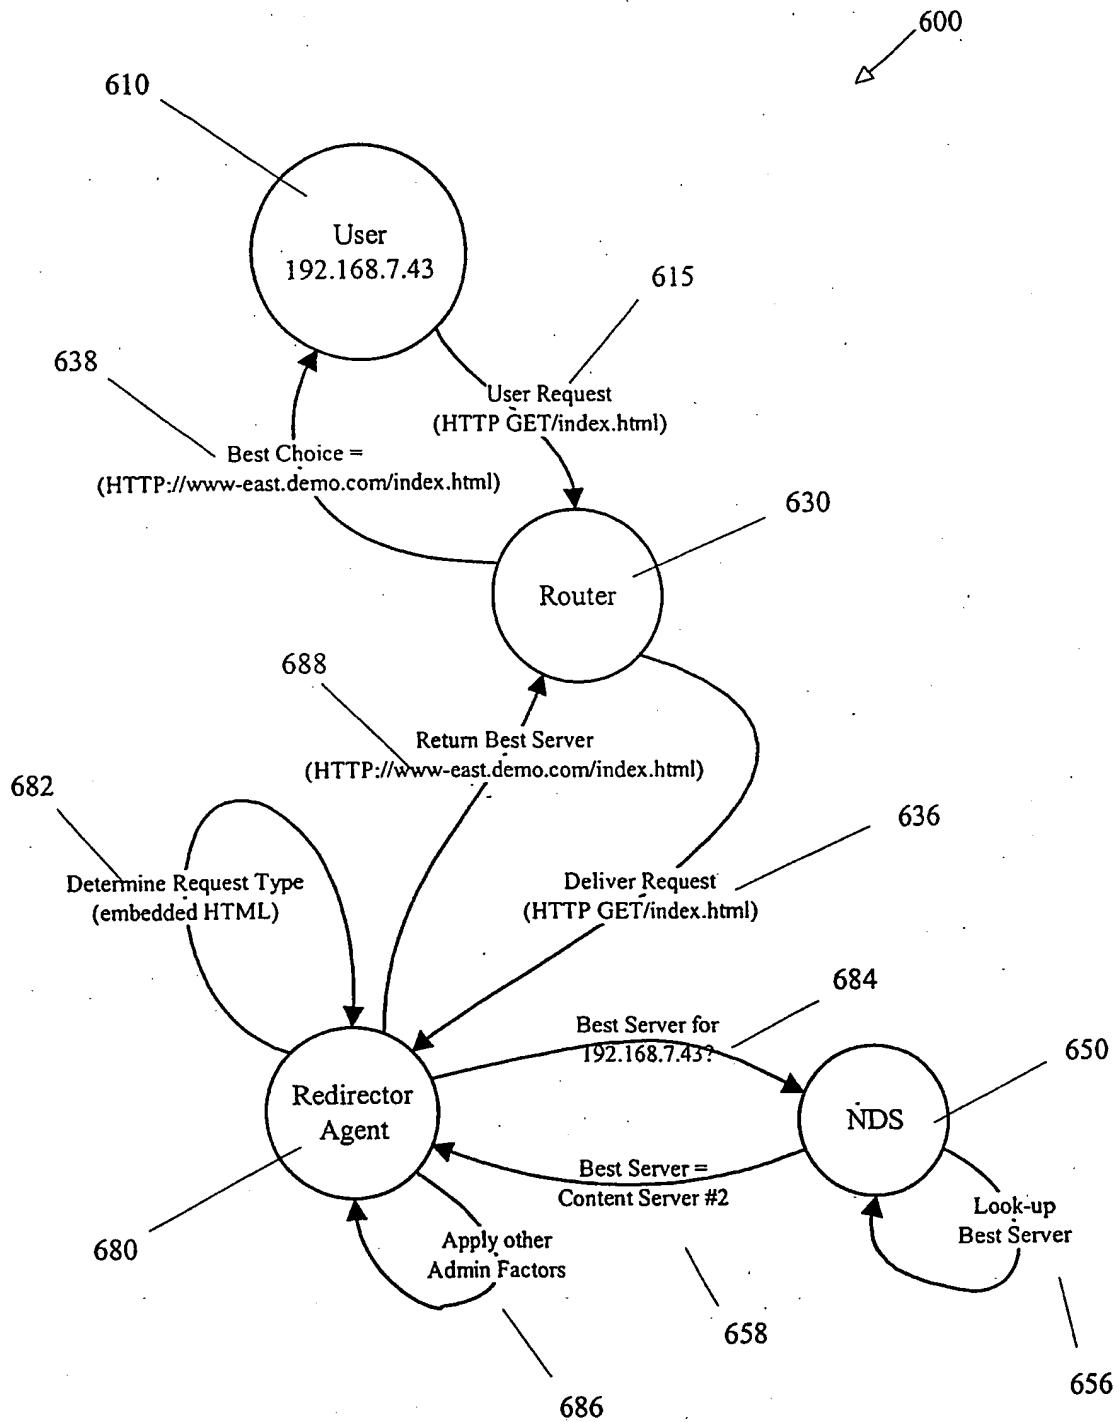 600
610
User
192.168.7.43
615
638
User Request
(HTTP GET/index.html)
Best Choice =
(HTTP://www-east.demo.com/index.html)
630
Router
688
Return Best Server
(HTTP://www-east.demo.com/index.html)
682
636
Determine Request Type
(embedded HTML)
Deliver Request
(HTTP GET/index.html)
684
Best Server for
192.168.7.43?
650
Redirector
Agent
NDS
Best Server =
Content Server #2
Look-up
Best Server
680
Apply other
Admin Factors
658
656
686